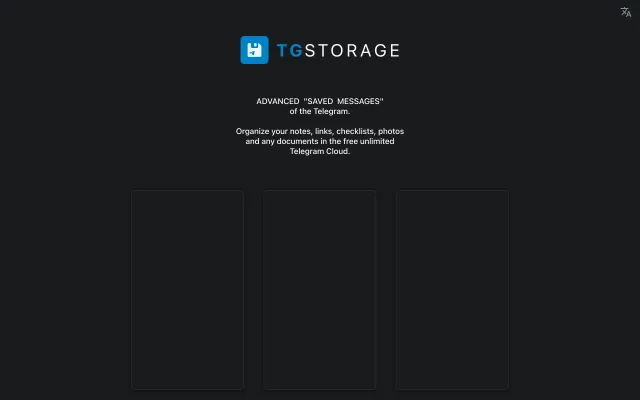 TGSTORAGE
ADVANCED "SAVED MESSAGES"
of the Telegram.
Organize your notes, links, checklists, photos
and any documents in the free unlimited
Telegram Cloud.